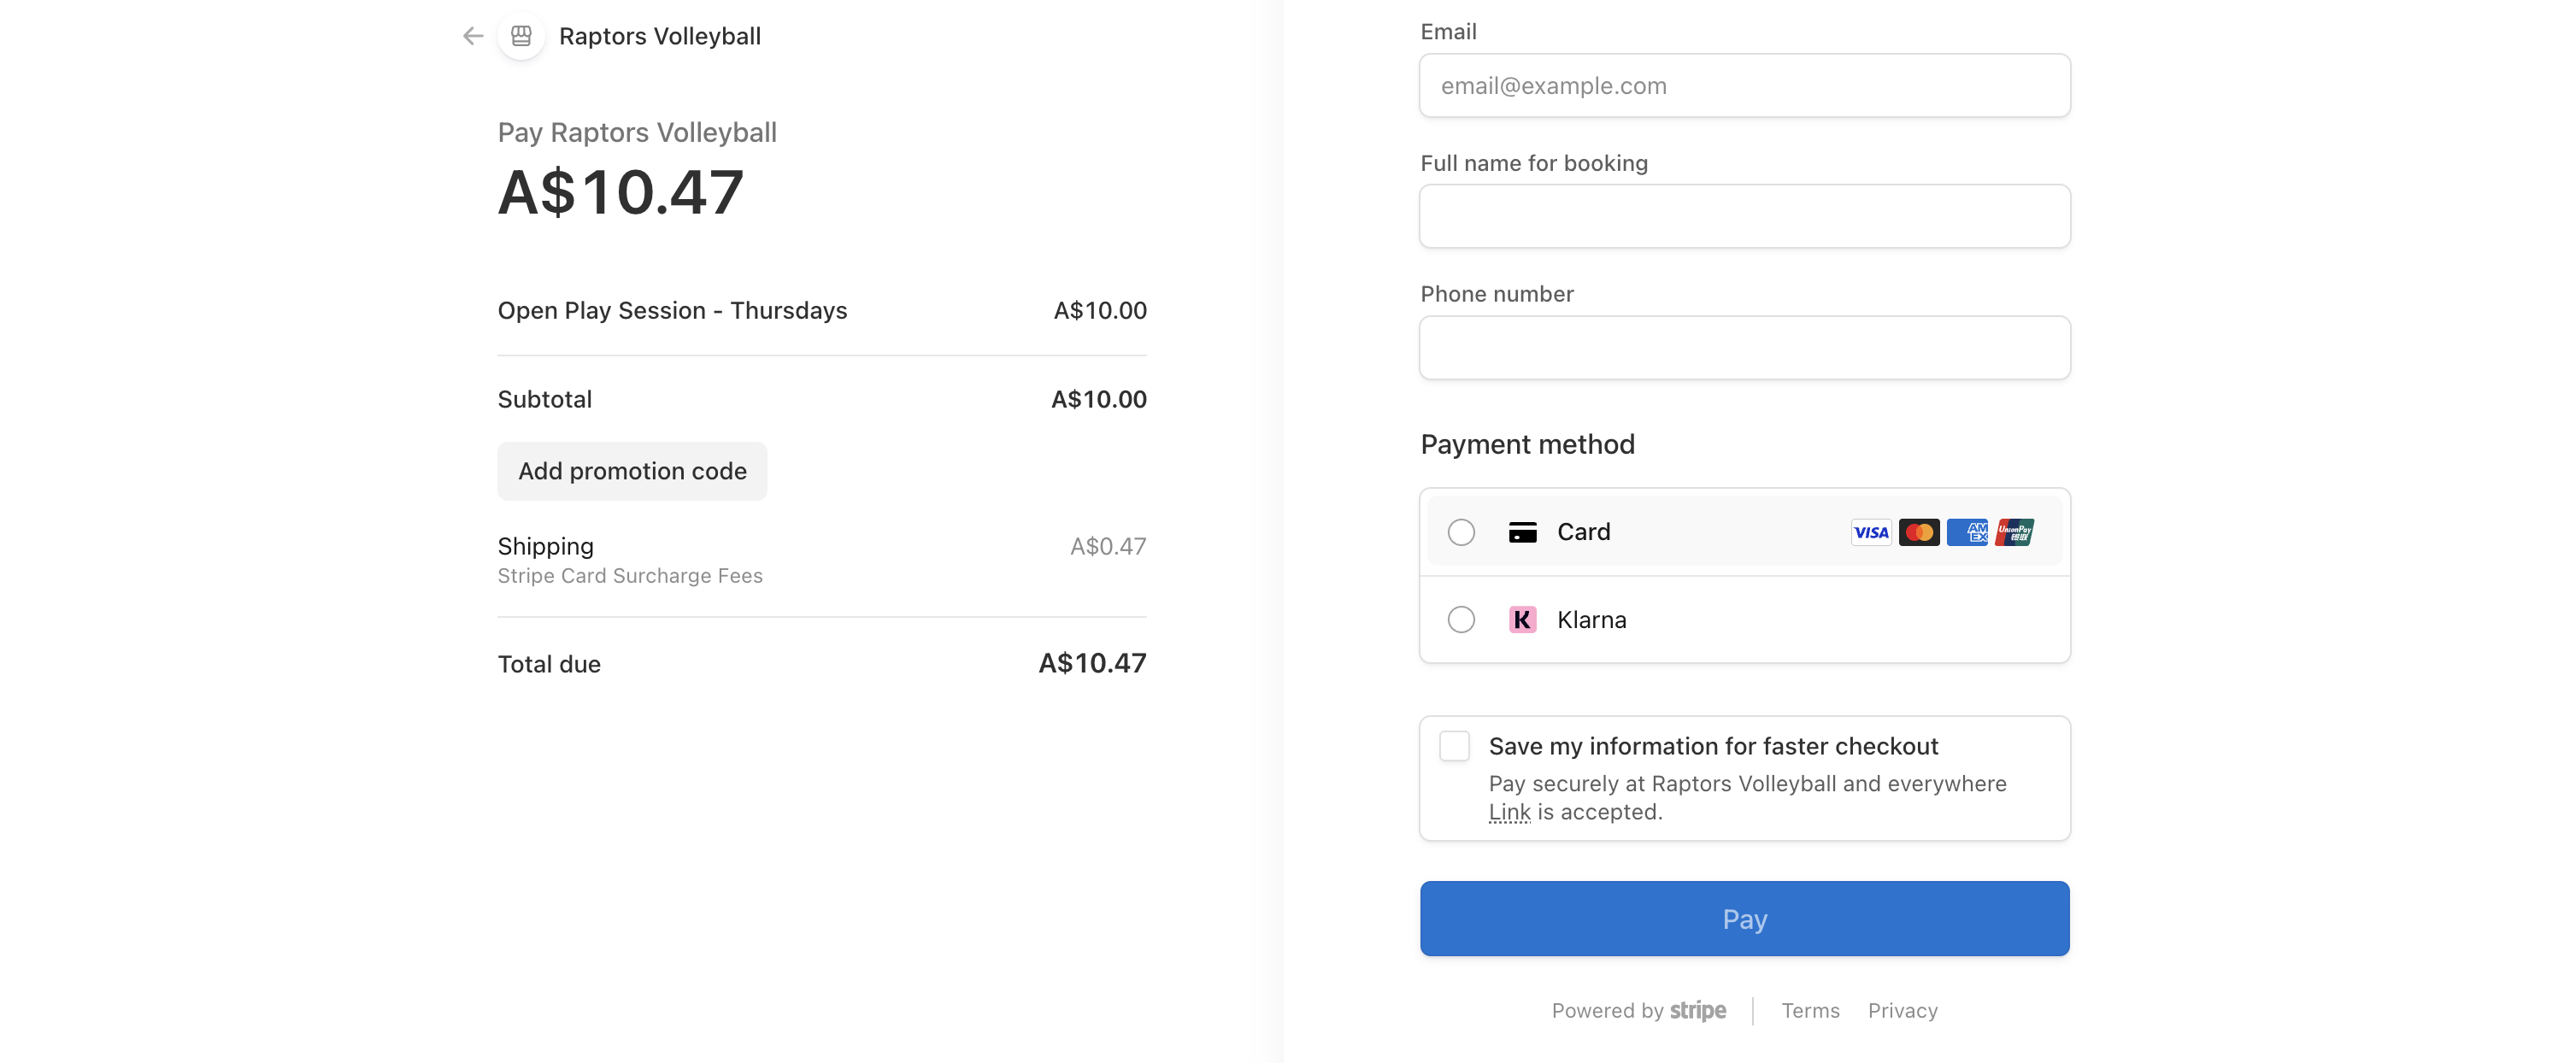 Raptors Volleyball
Pay Raptors Volleyball
A$10.47
Open Play Session - Thursdays A$10.00
Subtotal A$10.00
Add promotion code
Shipping A$0.47
Stripe Card Surcharge Fees
Total due A$10.47
Email
email@example.com
Full name for booking
Phone number
Payment method
Card VISA AM EX UnionPay 银联
K Klarna
Save my information for faster checkout
Pay securely at Raptors Volleyball and everywhere
Link is accepted.
Pay
Powered by stripe Terms Privacy